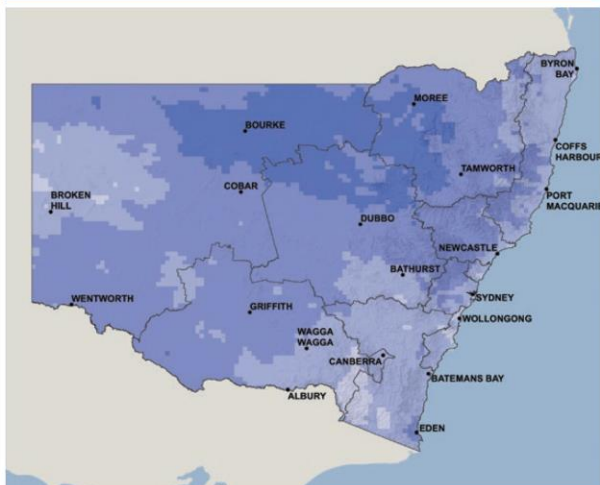 BYRON
BAY
MOREE
BOURKE
COFFS
HARBOUR
TAMWORTH
BROKEN
HILL
COBAR
PORT
MACQUARIE
DUBBO
NEWCASTLE
BATHURST
SYDNEY
WENTWORTH
GRIFFITH
WOLLONGONG
WAGGA
WAGGA
CANBERRA
BATEMANS BAY
ALBURY
EDEN